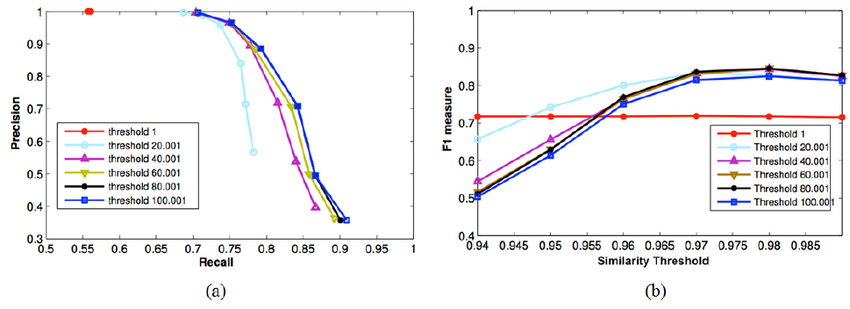 1
0.9
0.8
0.7
0.6
0.5
0.4
0.3
Precision
threshold 1
threshold 20.001
threshold 40.001
threshold 60.001
threshold 80.001
threshold 100.001
0.5 0.55 0.6 0.65 0.7 0.75 0.8 0.85 0.9 0.95 1
Recall
(a)
1
0.9
0.8
0.7
0.6
0.5
0.4
F1 measure
Threshold 1
Threshold 20.001
Threshold 40.001
Threshold 60.001
Threshold 80.001
Threshold 100.001
0.94 0.945 0.95 0.955 0.96 0.965 0.97 0.975 0.98 0.985
Similarity Threshold
(b)